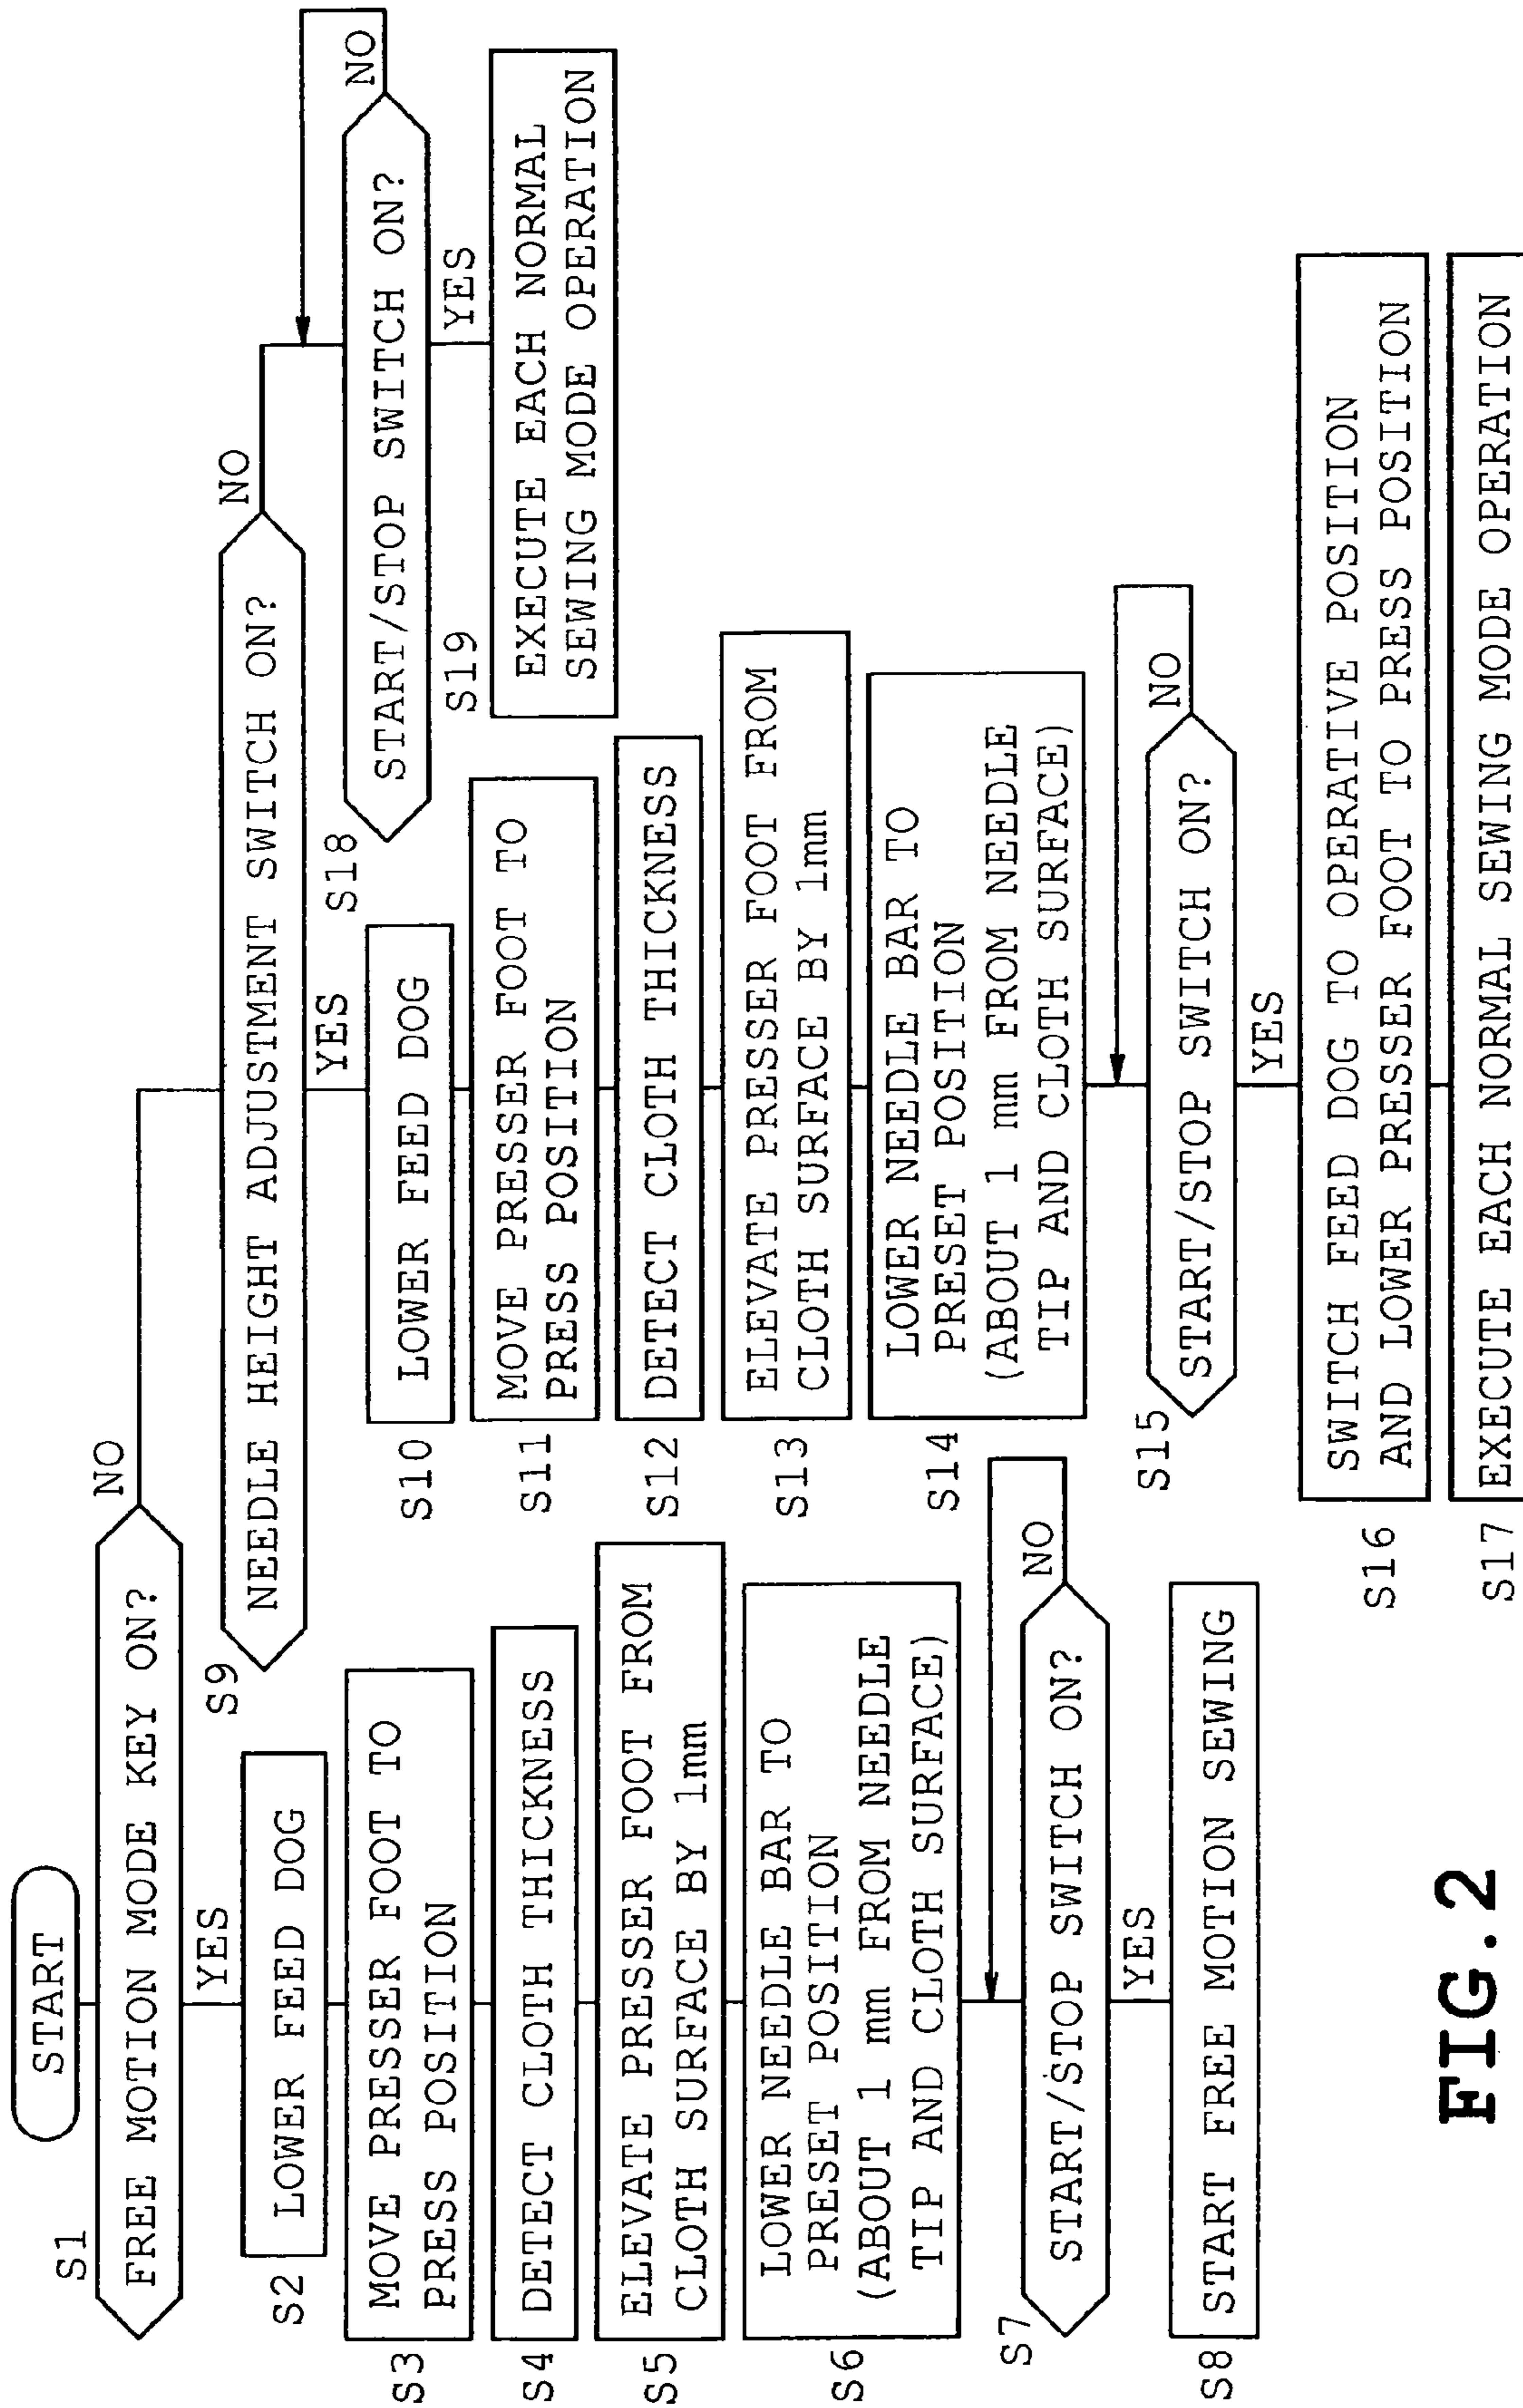 START
S1
FREE MOTION MODE KEY ON?
NO
YES
S2
LOWER FEED DOG
S3
MOVE PRESSER FOOT TO
PRESS POSITION
S4
DETECT CLOTH THICKNESS
S5
ELEVATE PRESSER FOOT FROM
CLOTH SURFACE BY 1mm
S6
LOWER NEEDLE BAR TO
PRESET POSITION
(ABOUT 1 mm FROM NEEDLE
TIP AND CLOTH SURFACE)
S7
START/STOP SWITCH ON?
NO
YES
S8
START FREE MOTION SEWING
S9
NEEDLE HEIGHT ADJUSTMENT SWITCH ON?
NO
YES
S10
LOWER FEED DOG
S11
MOVE PRESSER FOOT TO
PRESS POSITION
S12
DETECT CLOTH THICKNESS
S13
ELEVATE PRESSER FOOT FROM
CLOTH SURFACE BY 1mm
S14
LOWER NEEDLE BAR TO
PRESET POSITION
(ABOUT 1 mm FROM NEEDLE
TIP AND CLOTH SURFACE)
S15
START/STOP SWITCH ON?
NO
YES
S16
SWITCH FEED DOG TO OPERATIVE POSITION
AND LOWER PRESSER FOOT TO PRESS POSITION
S17
EXECUTE EACH NORMAL SEWING MODE OPERATION
S18
START/STOP SWITCH ON?
NO
YES
S19
EXECUTE EACH NORMAL
SEWING MODE OPERATION
FIG.2